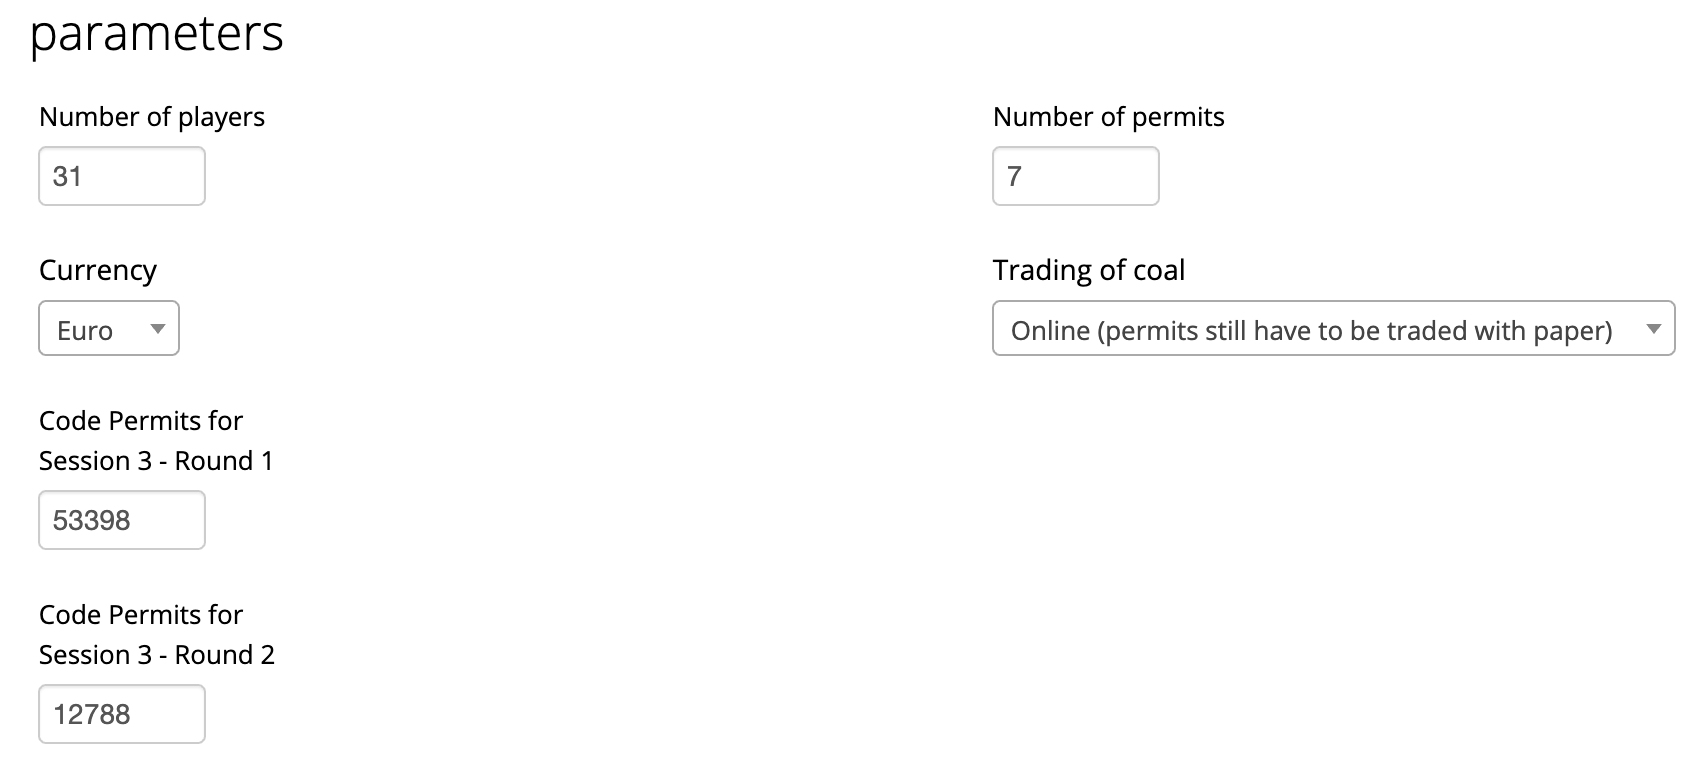 parameters
Number of players
31
Number of permits
7
Currency
Euro
Trading of coal
Online (permits still have to be traded with paper)
Code Permits for
Session 3 - Round 1
53398
Code Permits for
Session 3 - Round 2
12788